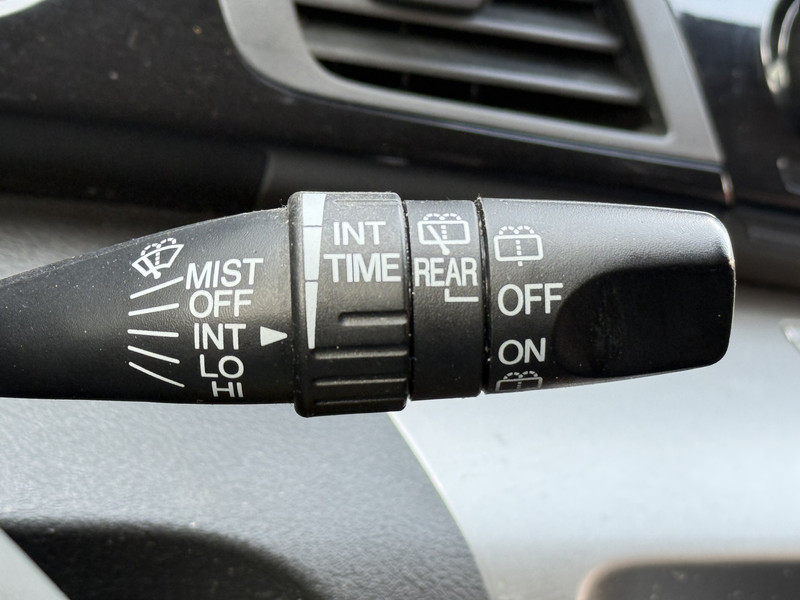 MIST
OFF
INT
LO
HI
INT
TIME
REAR
OFF
ON